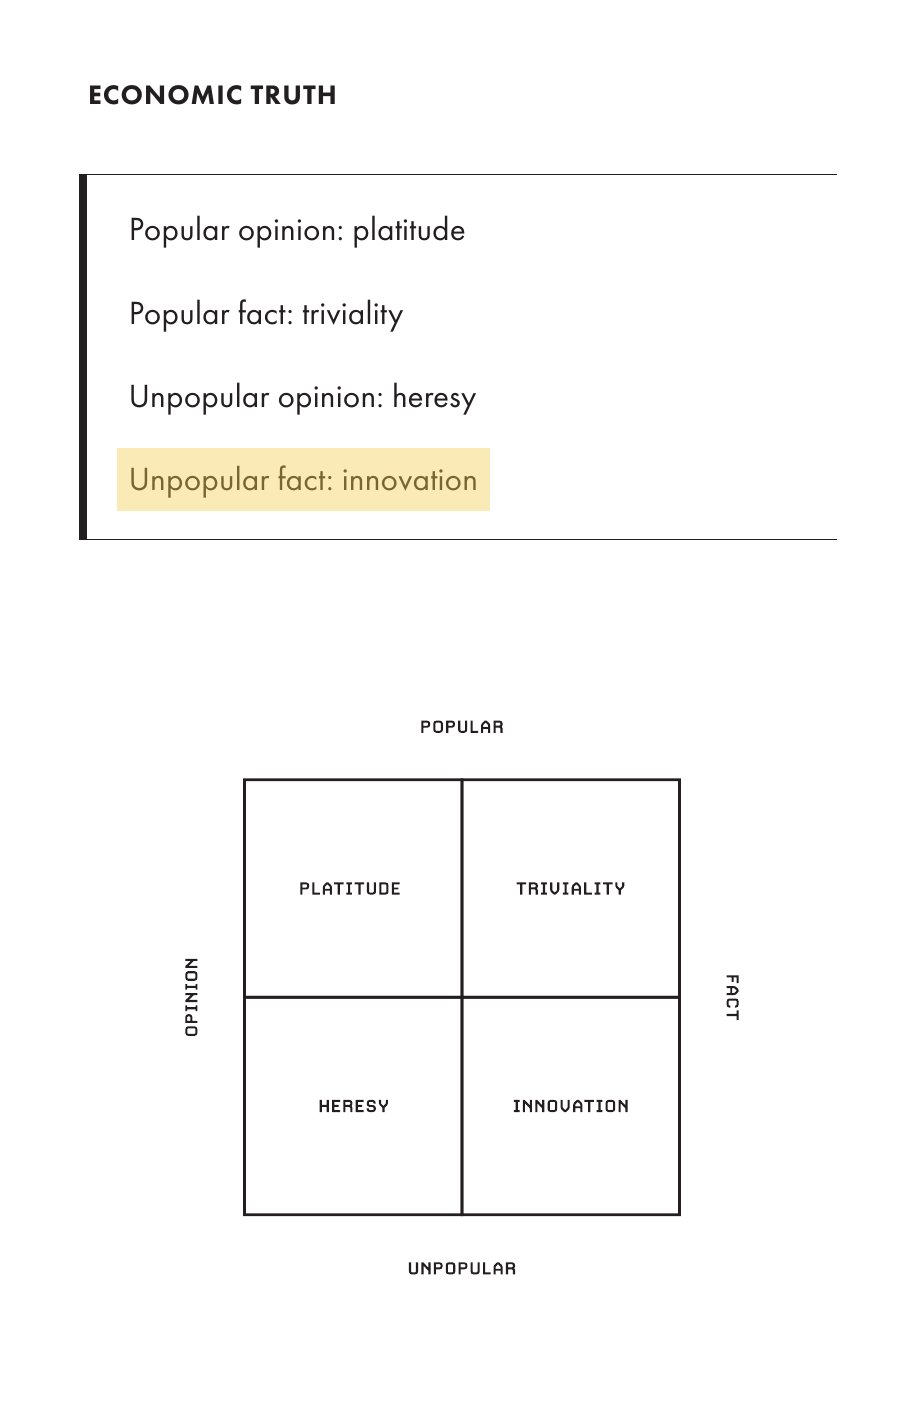 ECONOMIC TRUTH
Popular opinion: platitude
Popular fact: triviality
Unpopular opinion: heresy
Unpopular fact: innovation
POPULAR
PLATITUDE
TRIVIALITY
OPINION
FACT
HERESY
INNOVATION
UNPOPULAR